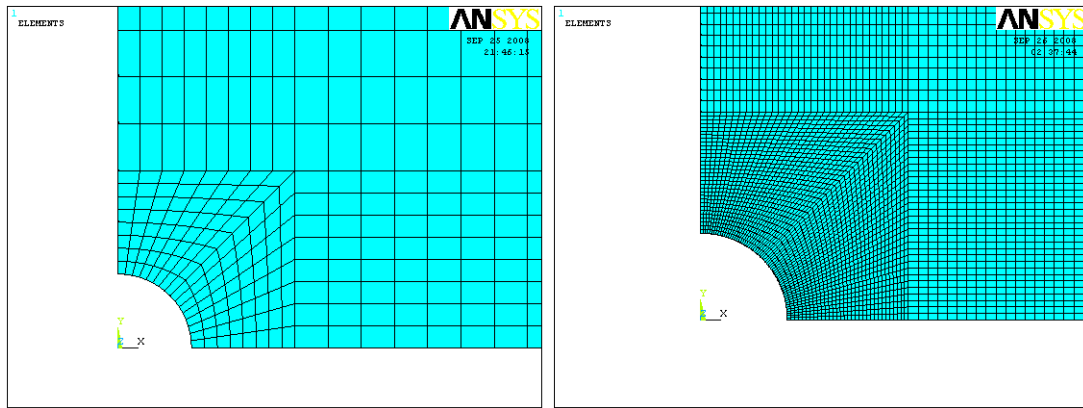 1
ELEMENTS
ANSYS
SEP 25 2008
21:46:15
Y
Z X
1
ELEMENTS
ANSYS
SEP 26 2008
02:37:44
Y
Z X